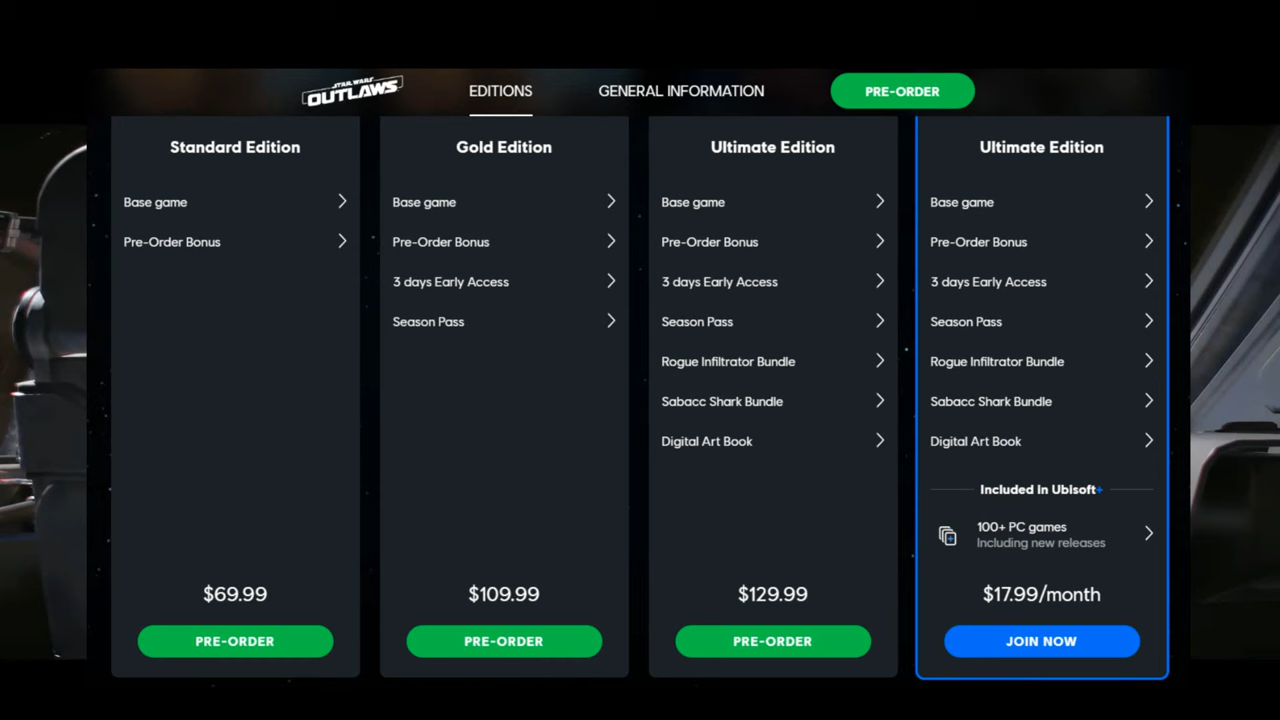 STAR WARS
OUTLAWS
EDITIONS
GENERAL INFORMATION
PRE-ORDER
Standard Edition
Base game
Pre-Order Bonus
$69.99
PRE-ORDER
Gold Edition
Base game
Pre-Order Bonus
3 days Early Access
Season Pass
$109.99
PRE-ORDER
Ultimate Edition
Base game
Pre-Order Bonus
3 days Early Access
Season Pass
Rogue Infiltrator Bundle
Sabacc Shark Bundle
Digital Art Book
$129.99
PRE-ORDER
Ultimate Edition
Base game
Pre-Order Bonus
3 days Early Access
Season Pass
Rogue Infiltrator Bundle
Sabacc Shark Bundle
Digital Art Book
Included In Ubisoft+
100+ PC games
Including new releases
$17.99/month
JOIN NOW